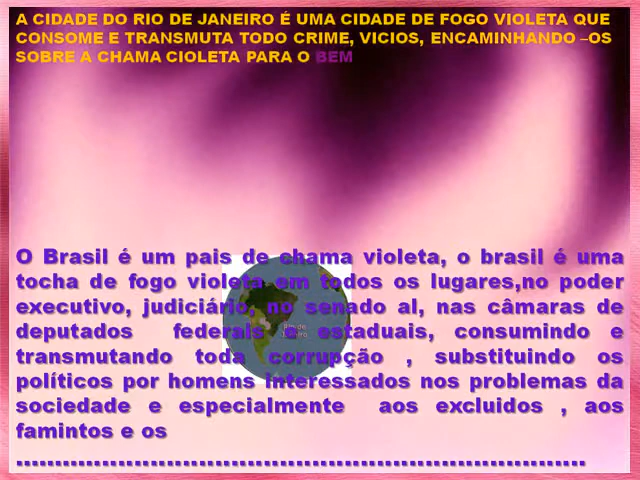 A CIDADE DO RIO DE JANEIRO É UMA CIDADE DE FOGO VIOLETA QUE
CONSOME E TRANSMUTA TODO CRIME, VICIOS, ENCAMINHANDO –OS
SOBRE A CHAMA CIOLETA PARA O BEM
O Brasil é um pais de chama violeta, o brasil é uma
tocha de fogo violeta em todos os lugares,no poder
executivo, judiciário, no senado al, nas câmaras de
Rio de
Janeiro
deputados federais e estaduais, consumindo e
transmutando toda corrupção , substituindo os
políticos por homens interessados nos problemas da
sociedade e especialmente aos excluidos , aos
famintos e os
.....................................................................